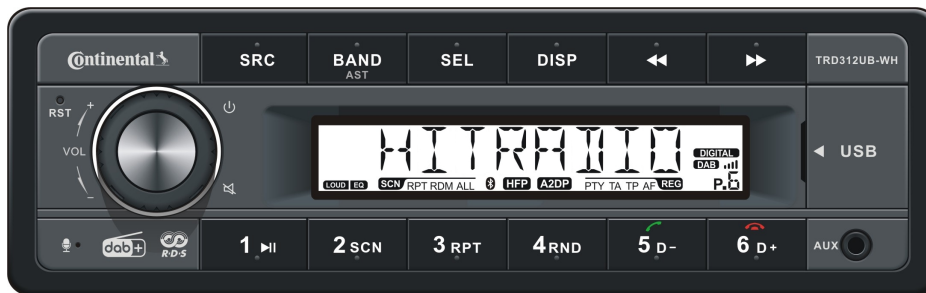 Continental
SRC
BAND
AST
SEL
DISP
TRD312UB-WH
RST
+
VOL
−
HITRADIO
DIGITAL
DAB
LOUD EQ SCN RPT RDM ALL HFP A2DP PTY TA TP AF REG P.6
USB
dab+
R·D·S
1
2 SCN
3 RPT
4 RND
5 D−
6 D+
AUX